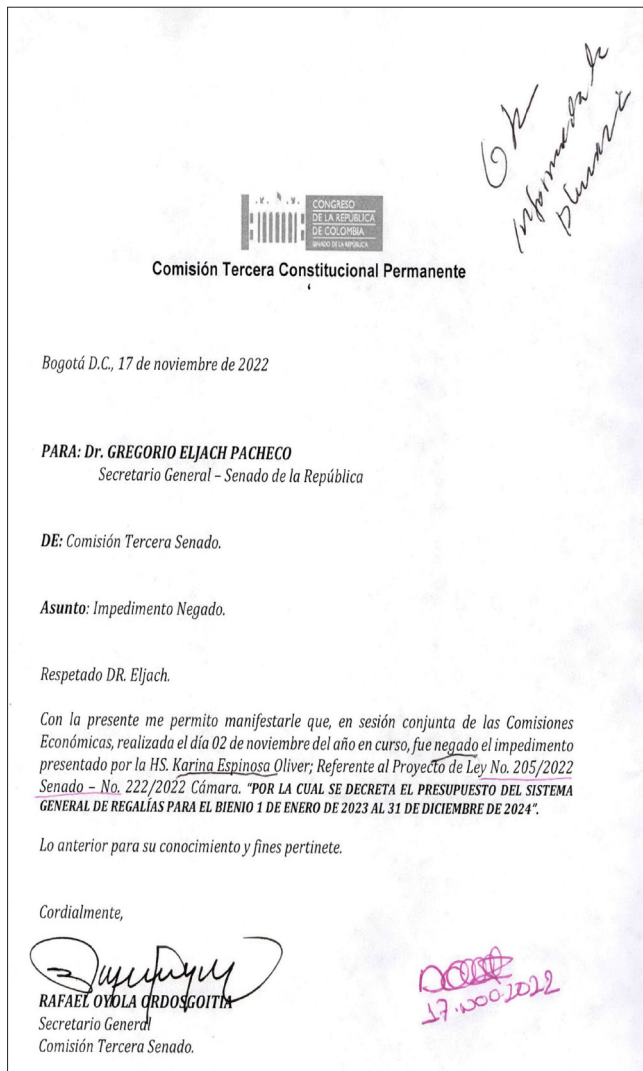 Ok
informada la
plenaria
CONGRESO
DE LA REPÚBLICA
DE COLOMBIA
SENADO DE LA REPÚBLICA
Comisión Tercera Constitucional Permanente
Bogotá D.C., 17 de noviembre de 2022
PARA: Dr. GREGORIO ELJACH PACHECO
Secretario General – Senado de la República
DE: Comisión Tercera Senado.
Asunto: Impedimento Negado.
Respetado DR. Eljach.
Con la presente me permito manifestarle que, en sesión conjunta de las Comisiones
Económicas, realizada el día 02 de noviembre del año en curso, fue negado el impedimento
presentado por la HS. Karina Espinosa Oliver; Referente al Proyecto de Ley No. 205/2022
Senado – No. 222/2022 Cámara. "POR LA CUAL SE DECRETA EL PRESUPUESTO DEL SISTEMA
GENERAL DE REGALÍAS PARA EL BIENIO 1 DE ENERO DE 2023 AL 31 DE DICIEMBRE DE 2024".
Lo anterior para su conocimiento y fines pertinete.
Cordialmente,
RAFAEL OYOLA ORDOSGOITIA
Secretario General
Comisión Tercera Senado.
17.NOV.2022